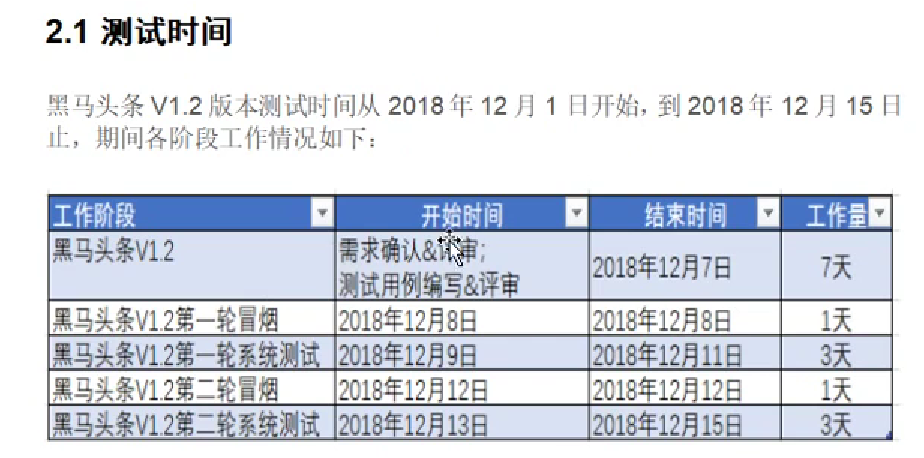 2.1 测试时间
黑马头条 V1.2 版本测试时间从 2018 年 12 月 1 日开始，到 2018 年 12 月 15 日
止，期间各阶段工作情况如下：
工作阶段 开始时间 结束时间 工作量
黑马头条V1.2 需求确认&评审; 2018年12月7日 7天
测试用例编写&评审
黑马头条V1.2第一轮冒烟 2018年12月8日 2018年12月8日 1天
黑马头条V1.2第一轮系统测试 2018年12月9日 2018年12月11日 3天
黑马头条V1.2第二轮冒烟 2018年12月12日 2018年12月12日 1天
黑马头条V1.2第二轮系统测试 2018年12月13日 2018年12月15日 3天